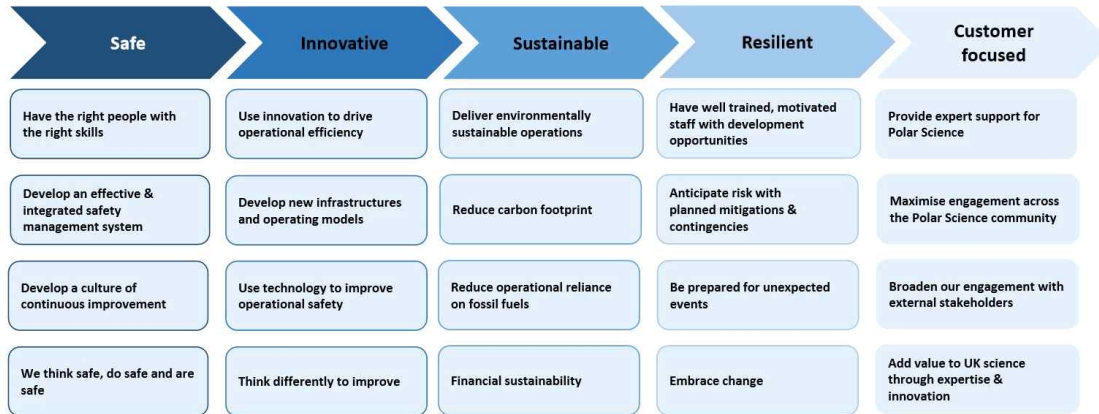 Safe
Innovative
Sustainable
Resilient
Customer
focused
Have the right people with
the right skills
Use innovation to drive
operational efficiency
Deliver environmentally
sustainable operations
Have well trained, motivated
staff with development
opportunities
Provide expert support for
Polar Science
Develop an effective &
integrated safety
management system
Develop new infrastructures
and operating models
Reduce carbon footprint
Anticipate risk with
planned mitigations &
contingencies
Maximise engagement across
the Polar Science community
Develop a culture of
continuous improvement
Use technology to improve
operational safety
Reduce operational reliance
on fossil fuels
Be prepared for unexpected
events
Broaden our engagement with
external stakeholders
We think safe, do safe and are
safe
Think differently to improve
Financial sustainability
Embrace change
Add value to UK science
through expertise &
innovation